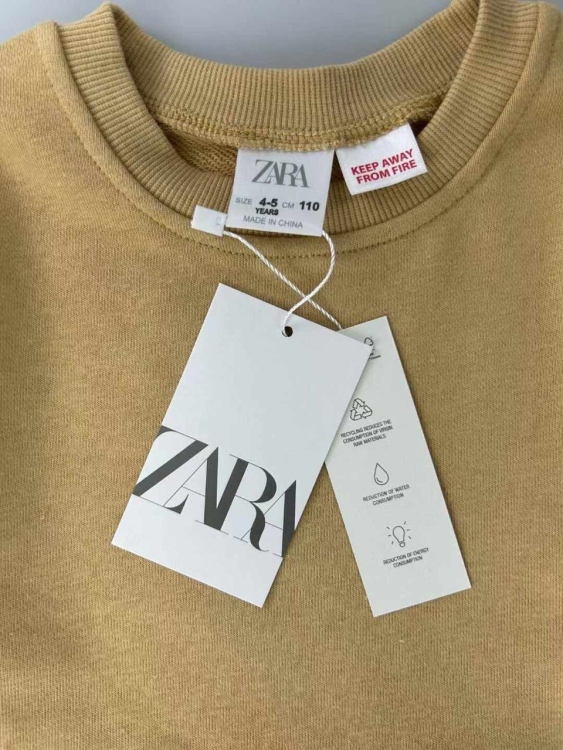 ZARA
SIZE 4-5 CM 110
YEARS
MADE IN CHINA
KEEP AWAY
FROM FIRE
ZARA
RECYCLING REDUCES THE
CONSUMPTION OF VIRGIN
RAW MATERIALS
REDUCTION OF WATER
CONSUMPTION
REDUCTION OF ENERGY
CONSUMPTION